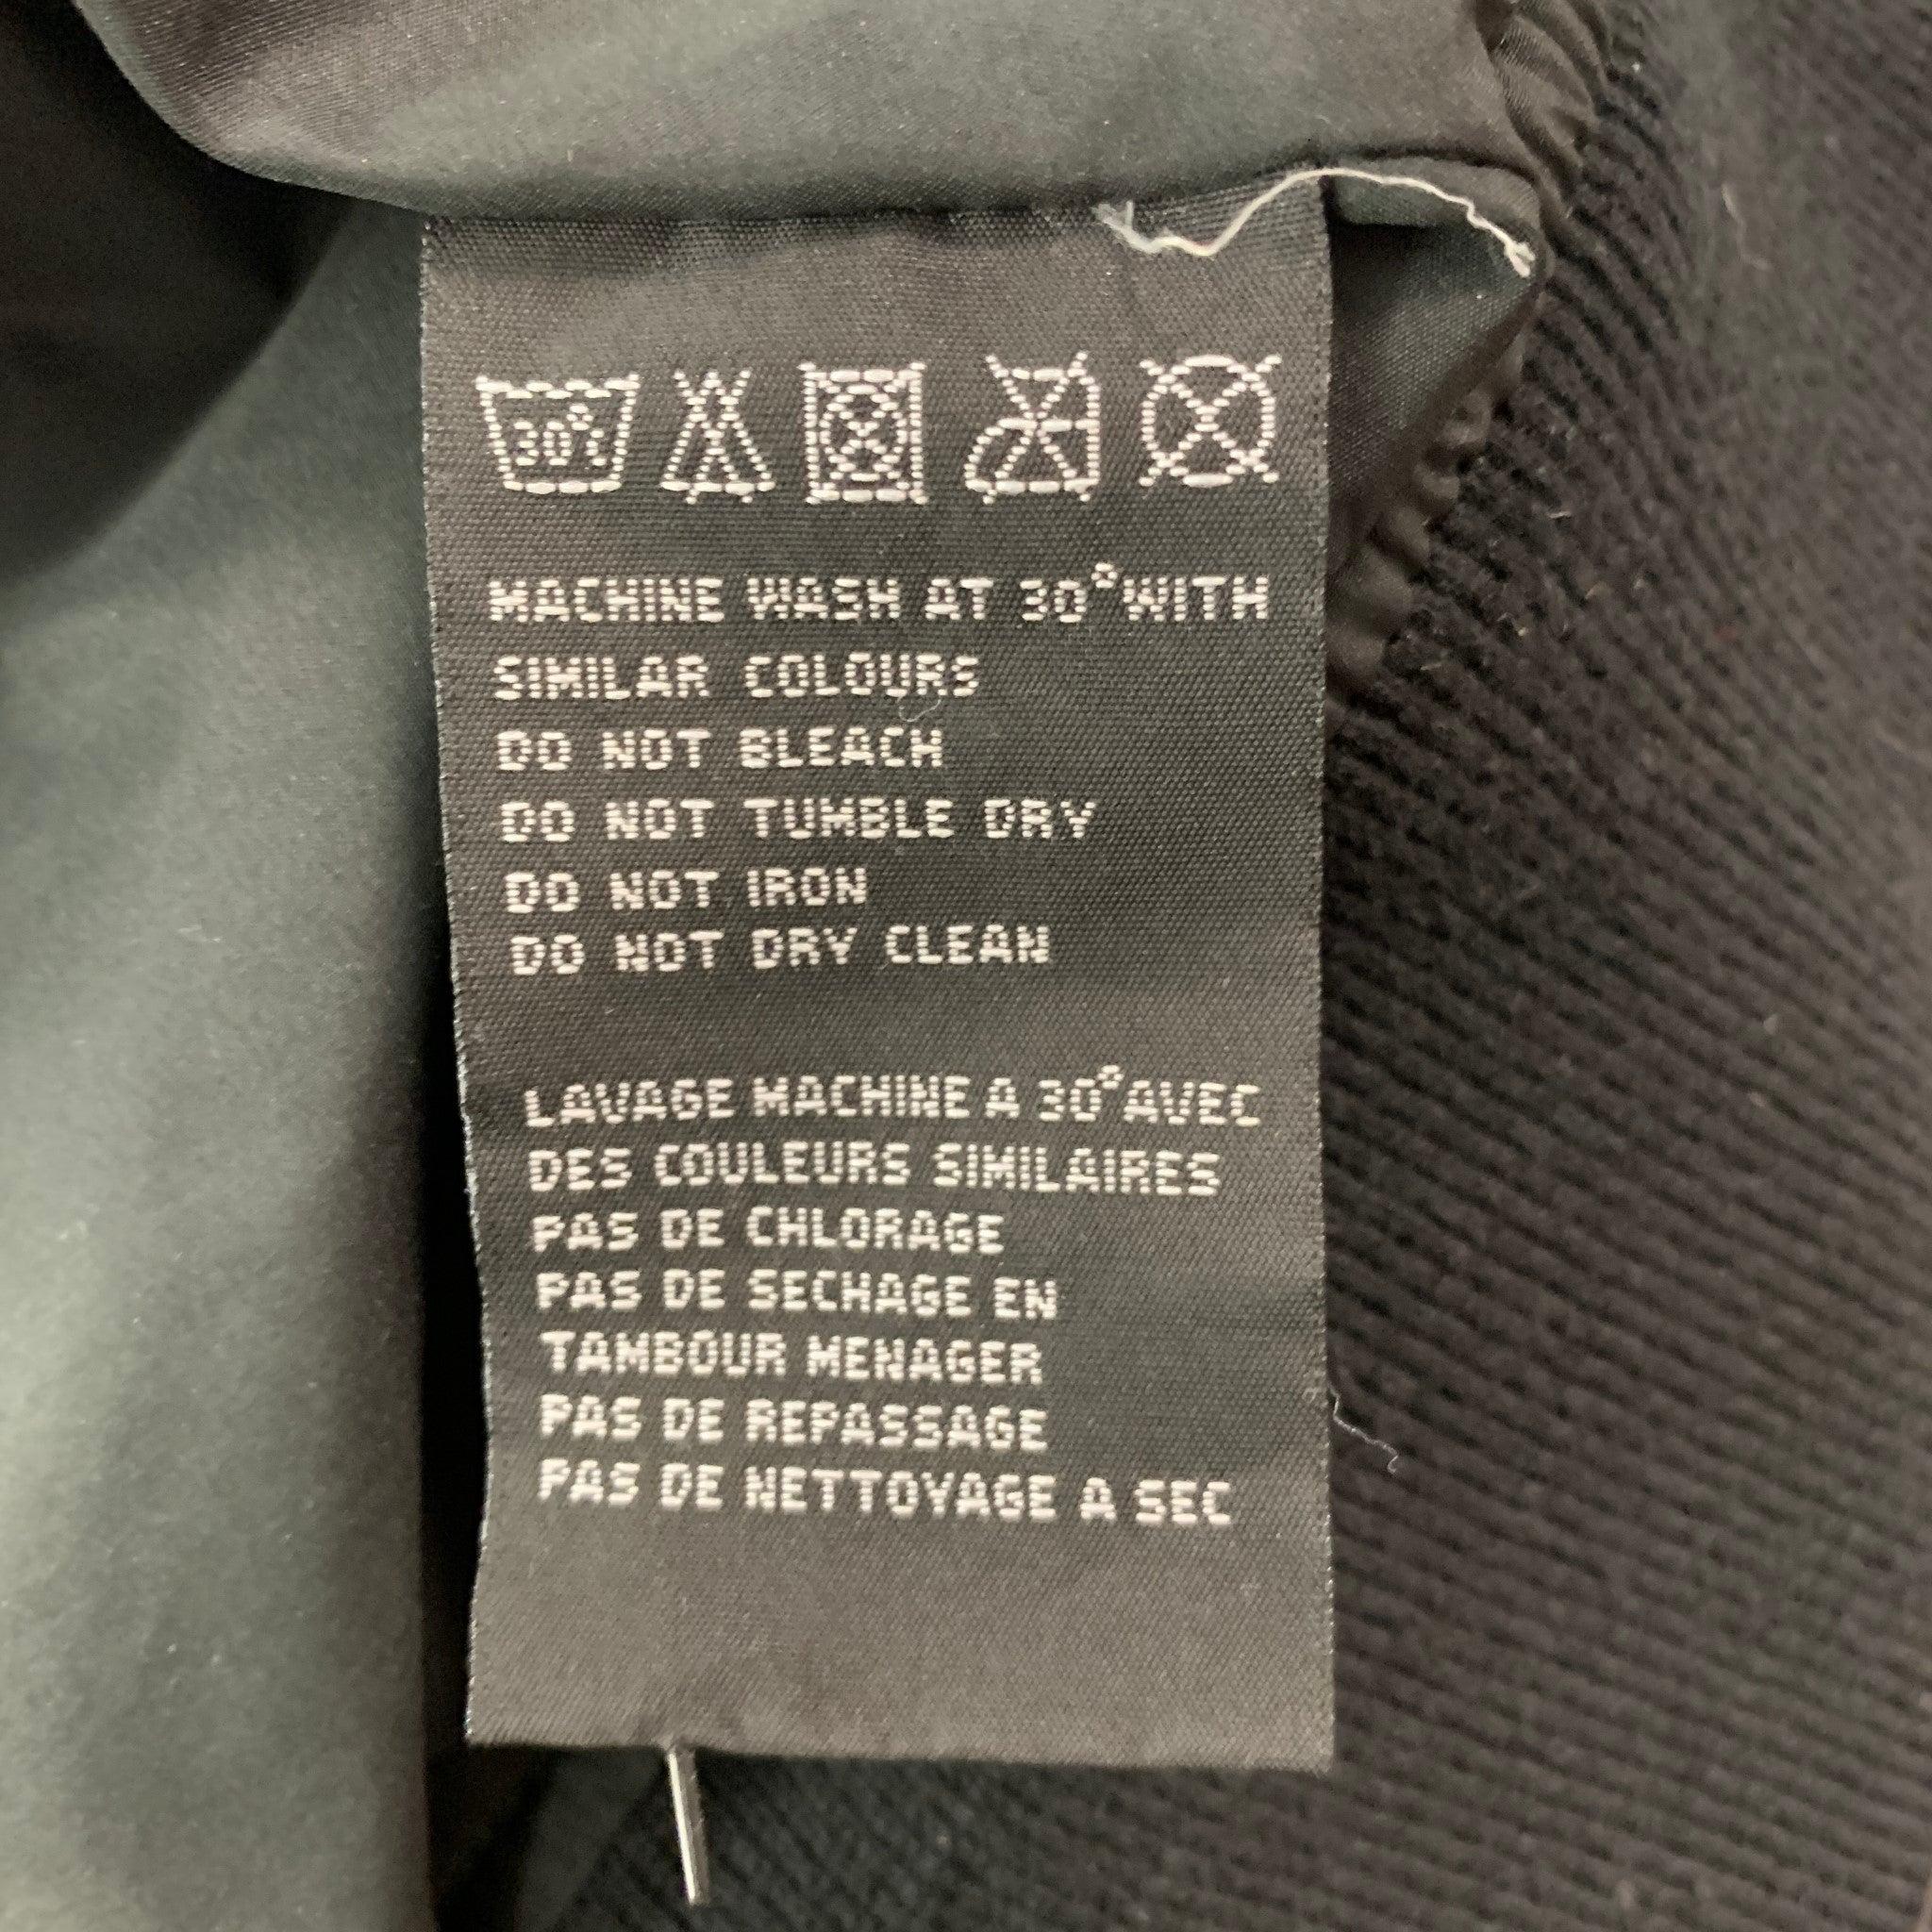 30°
MACHINE WASH AT 30°WITH
SIMILAR COLOURS
DO NOT BLEACH
DO NOT TUMBLE DRY
DO NOT IRON
DO NOT DRY CLEAN
LAVAGE MACHINE A 30°AVEC
DES COULEURS SIMILAIRES
PAS DE CHLORAGE
PAS DE SECHAGE EN
TAMBOUR MENAGER
PAS DE REPASSAGE
PAS DE NETTOYAGE A SEC